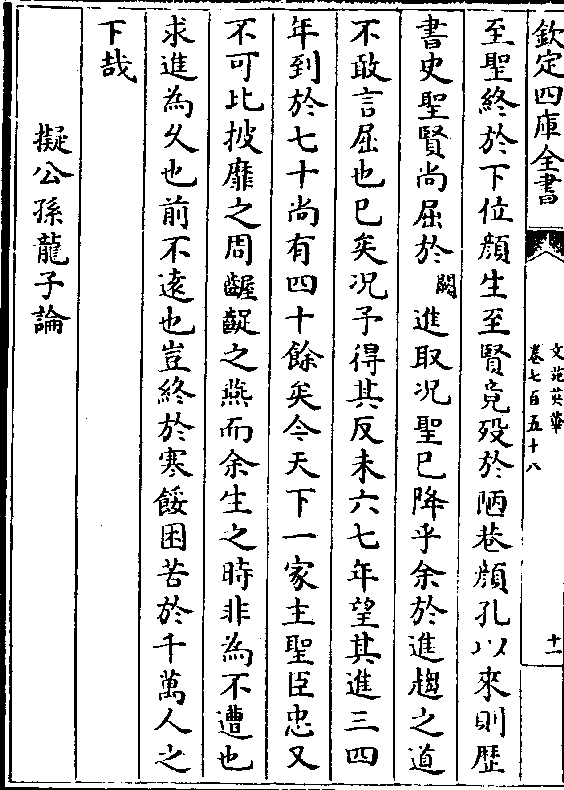 欽定四庫全書
文苑英華
卷七百五十八
十一
至聖終於下位顔生至賢竟殁於陋巷顔孔以來則歴
書史聖賢尚屈於闕進取况聖已降乎余於進趨之道
不敢言屈也已矣况予得其反未六七年望其進三四
年到於七十尚有四十餘矣今天下一家主聖臣忠又
不可比披靡之周齷齪之燕而余生之時非為不遭也
求進為久也前不逺也豈終於寒餒困苦於千萬人之
下哉
擬公孫龍子論